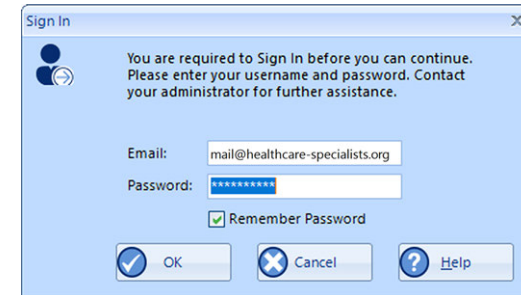 Sign In
You are required to Sign In before you can continue.
Please enter your username and password. Contact
your administrator for further assistance.
Email: mail@healthcare-specialists.org
Password: **********
Remember Password
OK Cancel Help